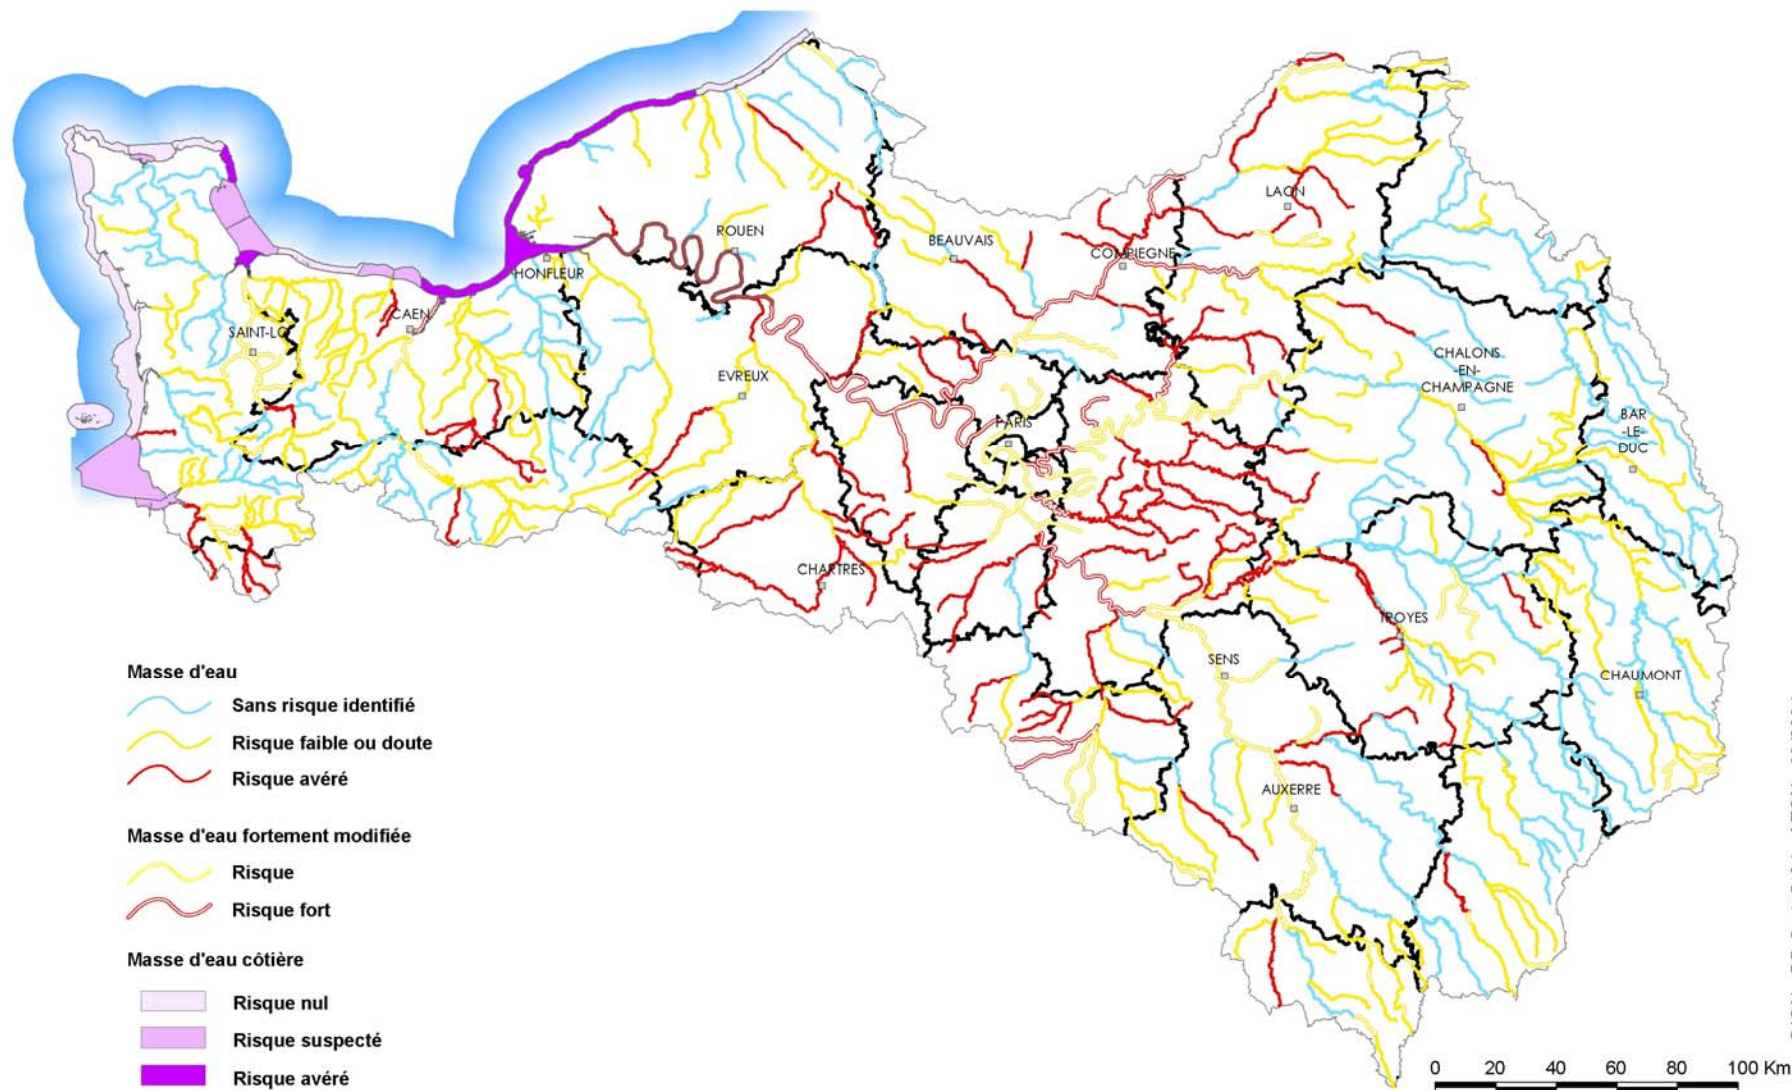 LAON
ROUEN
BEAUVAIS
COMPIEGNE
HONFLEUR
CAEN
SAINT-LO
EVREUX
CHALONS
-EN-
CHAMPAGNE
PARIS
BAR
-LE-
DUC
CHARTRES
TROYES
SENS
CHAUMONT
AUXERRE
Masse d'eau
Sans risque identifié
Risque faible ou doute
Risque avéré
Masse d'eau fortement modifiée
Risque
Risque fort
Masse d'eau côtière
Risque nul
Risque suspecté
Risque avéré
0 20 40 60 80 100 Km